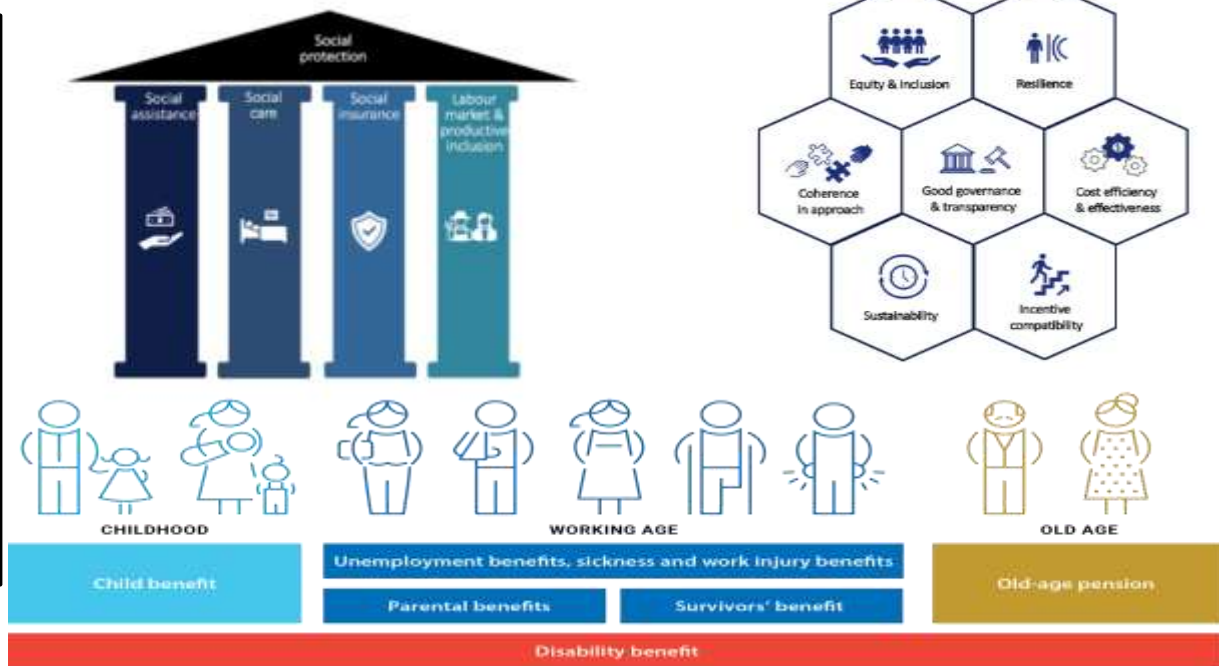 Social
protection
Social
assistance
Social
care
Social
insurance
Labour
market &
productive
inclusion
Equity & Inclusion
Resilience
Coherence
in approach
Good governance
& transparency
Cost efficiency
& effectiveness
Sustainability
Incentive
compatibility
CHILDHOOD
WORKING AGE
OLD AGE
Child benefit
Unemployment benefits, sickness and work injury benefits
Parental benefits
Survivors' benefit
Old-age pension
Disability benefit